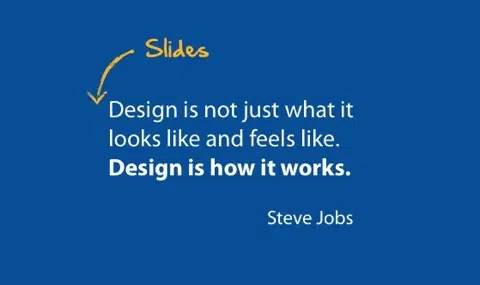 Slides
Design is not just what it
looks like and feels like.
Design is how it works.
Steve Jobs